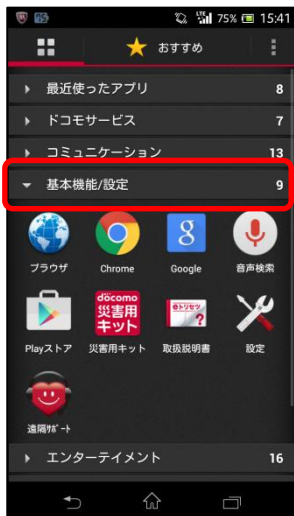 LTE 75% 15:41
おすすめ
最近使ったアプリ 8
ドコモサービス 7
コミュニケーション 13
基本機能/設定 9
8
döcomo
災害用
キット
eトリセツ
?
ブラウザ Chrome Google 音声検索
Playストア 災害用キット 取扱説明書 設定
遠隔ｻﾎﾟｰﾄ
エンターテイメント 16